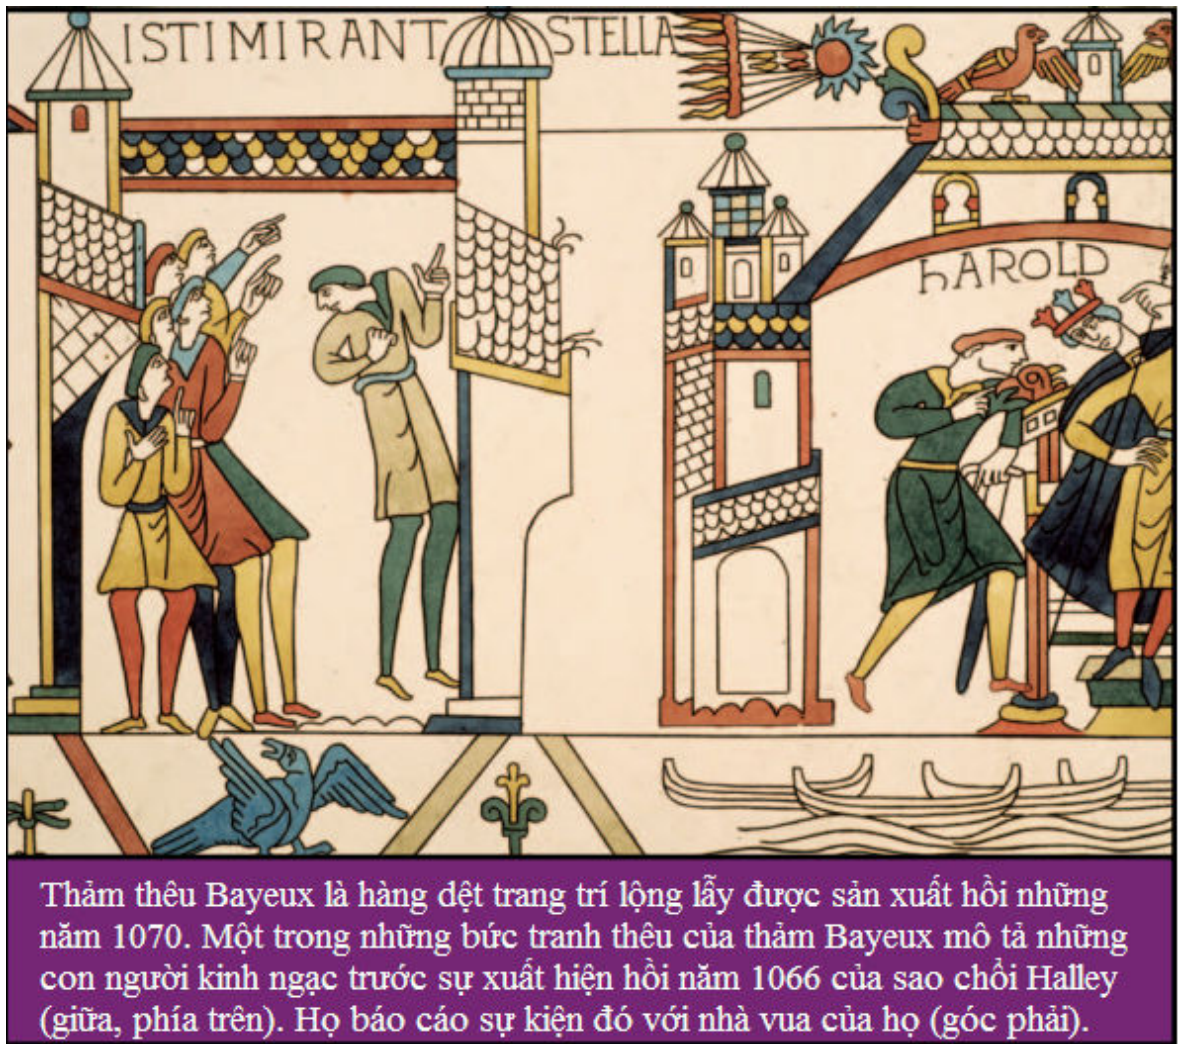 ISTI MIRANT STELLA
hAROLD
Thảm thêu Bayeux là hàng dệt trang trí lộng lẫy được sản xuất hồi những
năm 1070. Một trong những bức tranh thêu của thảm Bayeux mô tả những
con người kinh ngạc trước sự xuất hiện hồi năm 1066 của sao chổi Halley
(giữa, phía trên). Họ báo cáo sự kiện đó với nhà vua của họ (góc phải).